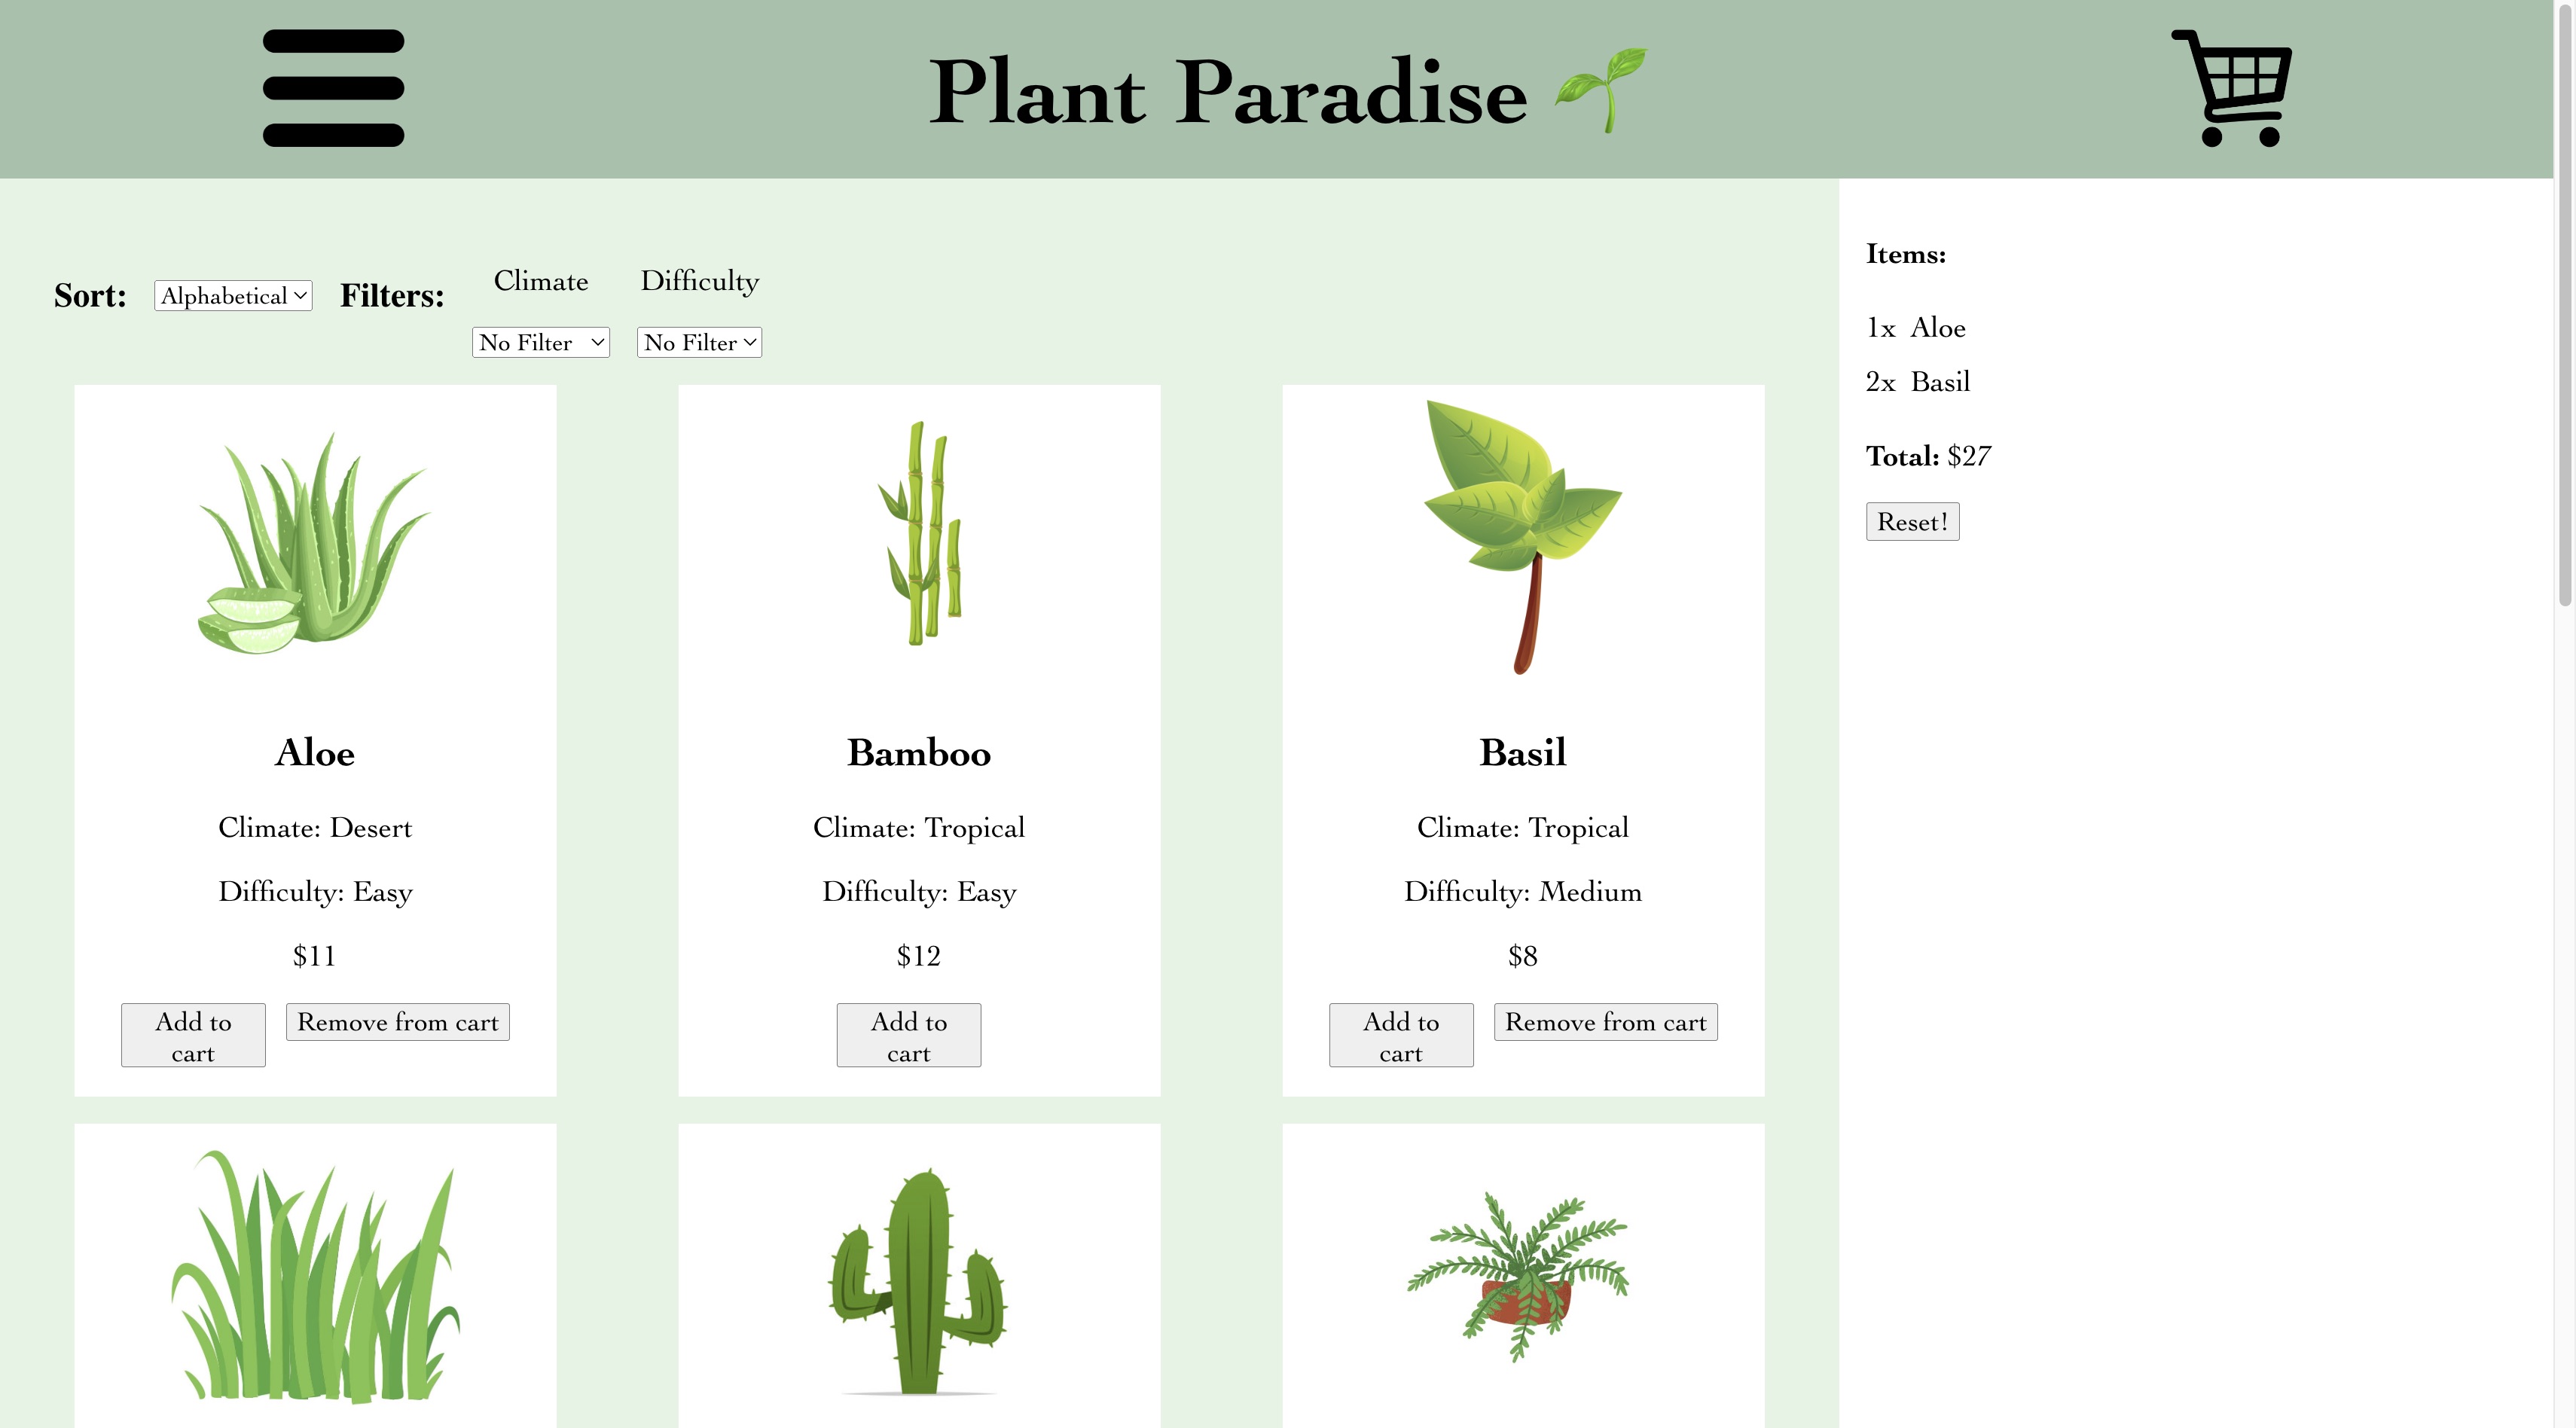 Plant Paradise
Sort:
Alphabetical
Filters:
Climate
No Filter
Difficulty
No Filter
Aloe
Climate: Desert
Difficulty: Easy
$11
Add to
cart
Remove from cart
Bamboo
Climate: Tropical
Difficulty: Easy
$12
Add to
cart
Basil
Climate: Tropical
Difficulty: Medium
$8
Add to
cart
Remove from cart
Items:
1x Aloe
2x Basil
Total: $27
Reset!